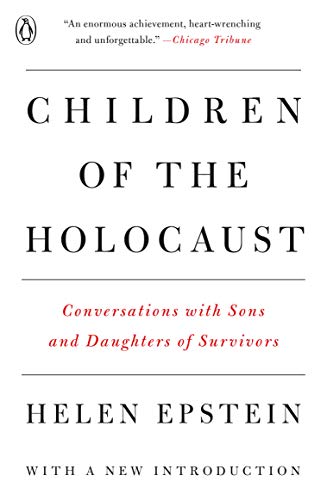 “An enormous achievement, heart-wrenching
and unforgettable.” —Chicago Tribune
CHILDREN
OF THE
HOLOCAUST
Conversations with Sons
and Daughters of Survivors
HELEN EPSTEIN
WITH A NEW INTRODUCTION